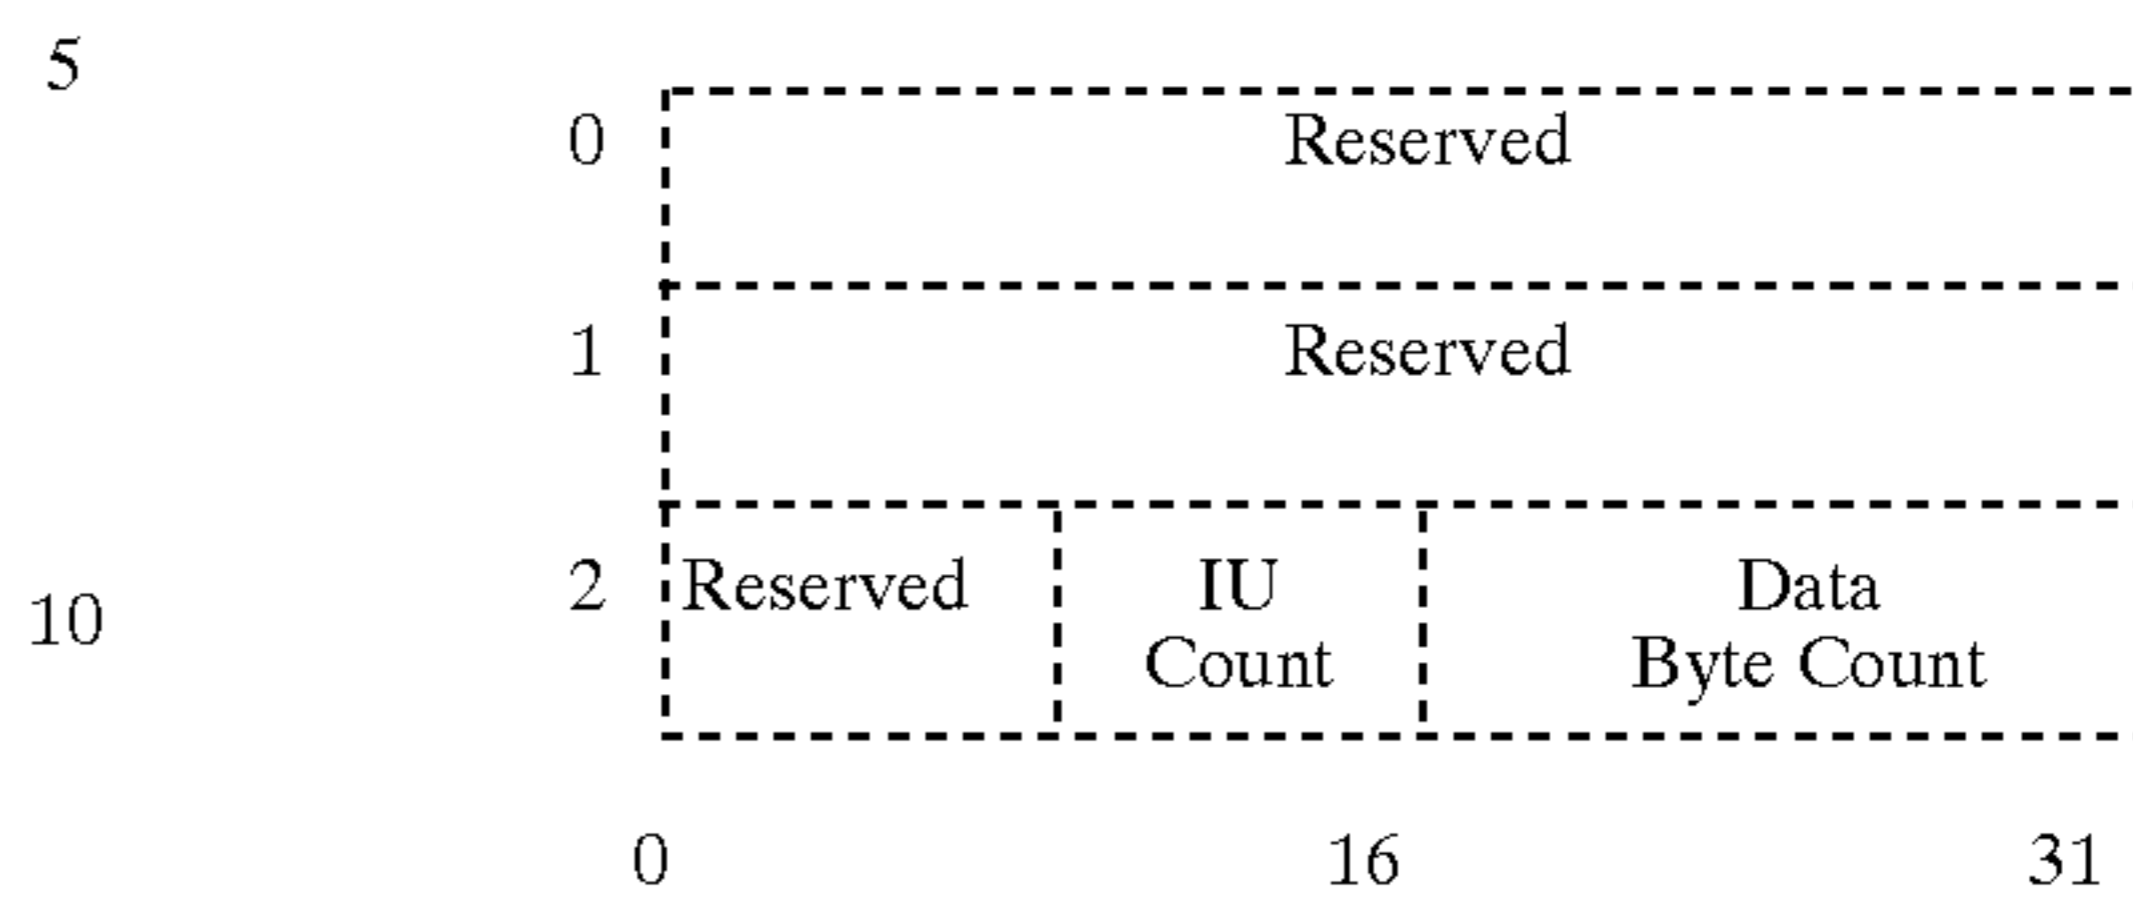 5
0 Reserved
1 Reserved
2 Reserved IU Data
10
Count Byte Count
0 16 31